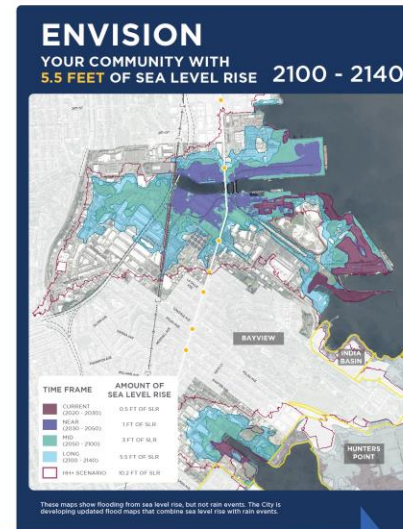 ENVISION
YOUR COMMUNITY WITH
5.5 FEET OF SEA LEVEL RISE 2100 - 2140
BAYVIEW
INDIA
BASIN
HUNTERS
POINT
TIME FRAME AMOUNT OF
SEA LEVEL RISE
CURRENT
(2020 - 2030) 0.5 FT OF SLR
NEAR
(2030 - 2050) 1 FT OF SLR
MID
(2050 - 2100) 3 FT OF SLR
LONG
(2100 - 2140) 5.5 FT OF SLR
HH+ SCENARIO 10.2 FT OF SLR
These maps show flooding from sea level rise, but not rain events. The City is
developing updated flood maps that combine sea level rise with rain events.